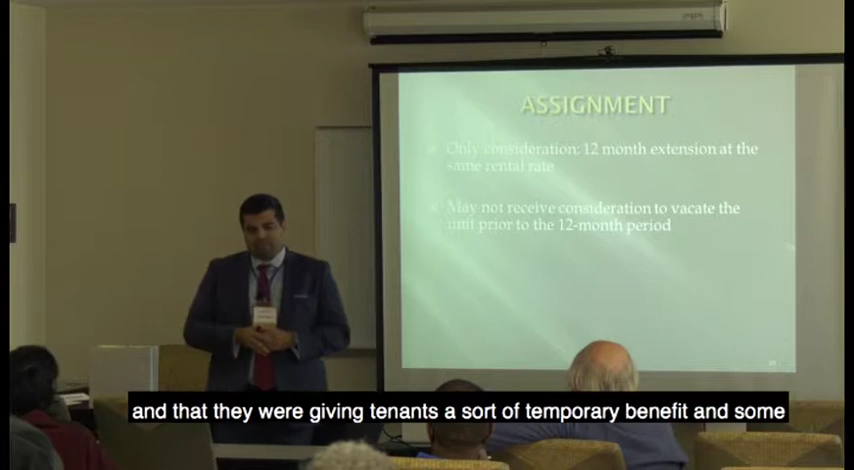 ASSIGNMENT
Only consideration: 12 month extension at the
same rental rate
May not receive consideration to vacate the
unit prior to the 12-month period
and that they were giving tenants a sort of temporary benefit and some